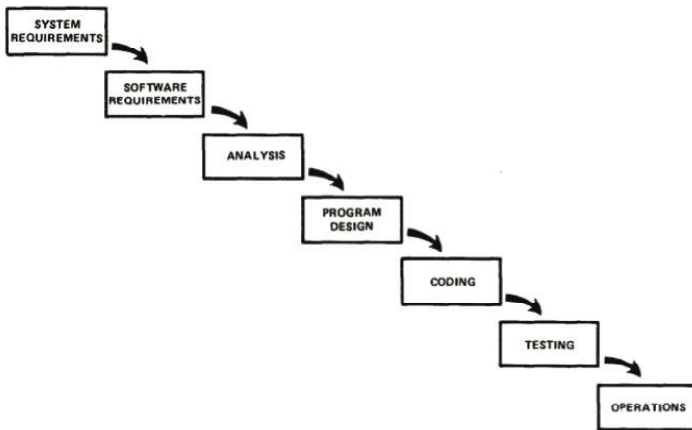 SYSTEM
REQUIREMENTS
SOFTWARE
REQUIREMENTS
ANALYSIS
PROGRAM
DESIGN
CODING
TESTING
OPERATIONS